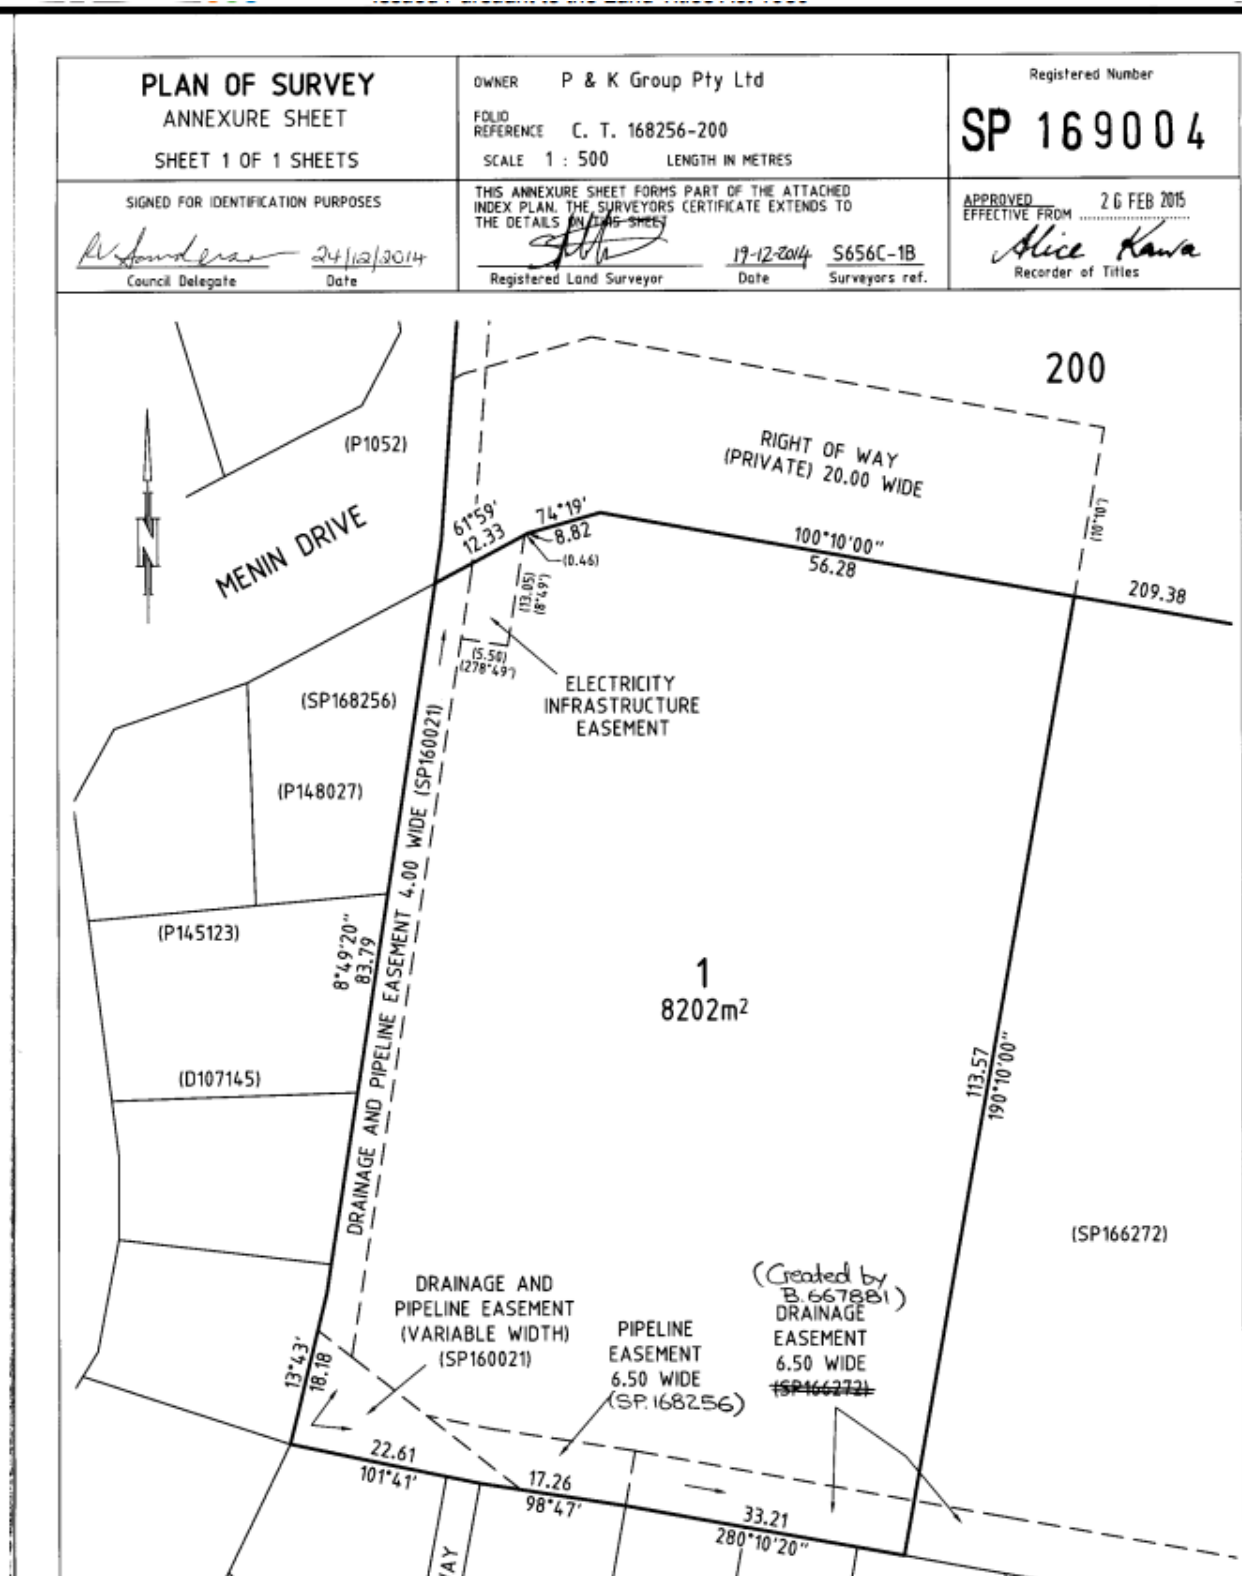 PLAN OF SURVEY
ANNEXURE SHEET
SHEET 1 OF 1 SHEETS
OWNER P & K Group Pty Ltd
FOLIO
REFERENCE C. T. 168256-200
SCALE 1 : 500 LENGTH IN METRES
Registered Number
SP 169004
SIGNED FOR IDENTIFICATION PURPOSES
24/12/2014
Council Delegate Date
THIS ANNEXURE SHEET FORMS PART OF THE ATTACHED
INDEX PLAN. THE SURVEYORS CERTIFICATE EXTENDS TO
THE DETAILS ON THIS SHEET
19-12-2014 S656C-1B
Registered Land Surveyor Date Surveyors ref.
APPROVED
EFFECTIVE FROM 26 FEB 2015
Alice Kawa
Recorder of Titles
200
(P1052)
RIGHT OF WAY
(PRIVATE) 20.00 WIDE
(10°10')
MENIN DRIVE
N
61°59'
12.33
74°19'
8.82
(0.46)
100°10'00"
56.28
209.38
(13.05)
(8°49')
(5.50)
(278°49')
ELECTRICITY
INFRASTRUCTURE
EASEMENT
(SP168256)
(P148027)
DRAINAGE AND PIPELINE EASEMENT 4.00 WIDE (SP160021)
(P145123)
8°49'20"
83.79
1
8202m²
113.57
190°10'00"
(D107145)
(SP166272)
DRAINAGE AND
PIPELINE EASEMENT
(VARIABLE WIDTH)
(SP160021)
PIPELINE
EASEMENT
6.50 WIDE
(SP.168256)
(Created by
B.667881)
DRAINAGE
EASEMENT
6.50 WIDE
(SP166272)
13°43'
18.18
22.61
101°41'
17.26
98°47'
33.21
280°10'20"
WAY